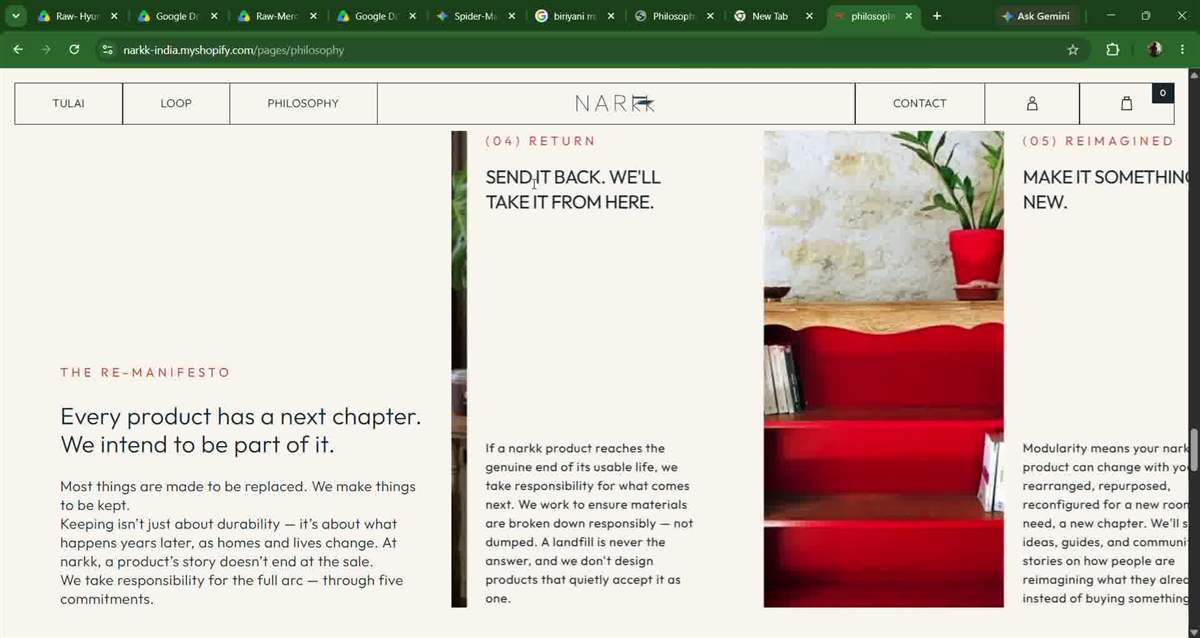 Raw- Hyun
Google Dr
Raw-Merc
Google Dr
Spider-Ma
biriyani m
Philosoph
New Tab
philosoph
Ask Gemini
narkk-india.myshopify.com/pages/philosophy
TULAI
LOOP
PHILOSOPHY
NARKK
CONTACT
0
THE RE-MANIFESTO
Every product has a next chapter.
We intend to be part of it.
Most things are made to be replaced. We make things
to be kept.
Keeping isn't just about durability — it's about what
happens years later, as homes and lives change. At
narkk, a product's story doesn't end at the sale.
We take responsibility for the full arc — through five
commitments.
(04) RETURN
SEND IT BACK. WE'LL
TAKE IT FROM HERE.
If a narkk product reaches the
genuine end of its usable life, we
take responsibility for what comes
next. We work to ensure materials
are broken down responsibly — not
dumped. A landfill is never the
answer, and we don't design
products that quietly accept it as
one.
(05) REIMAGINED
MAKE IT SOMETHING
NEW.
Modularity means your nark
product can change with yo
rearranged, repurposed,
reconfigured for a new roor
need, a new chapter. We'll s
ideas, guides, and communi
stories on how people are
reimagining what they alrea
instead of buying something